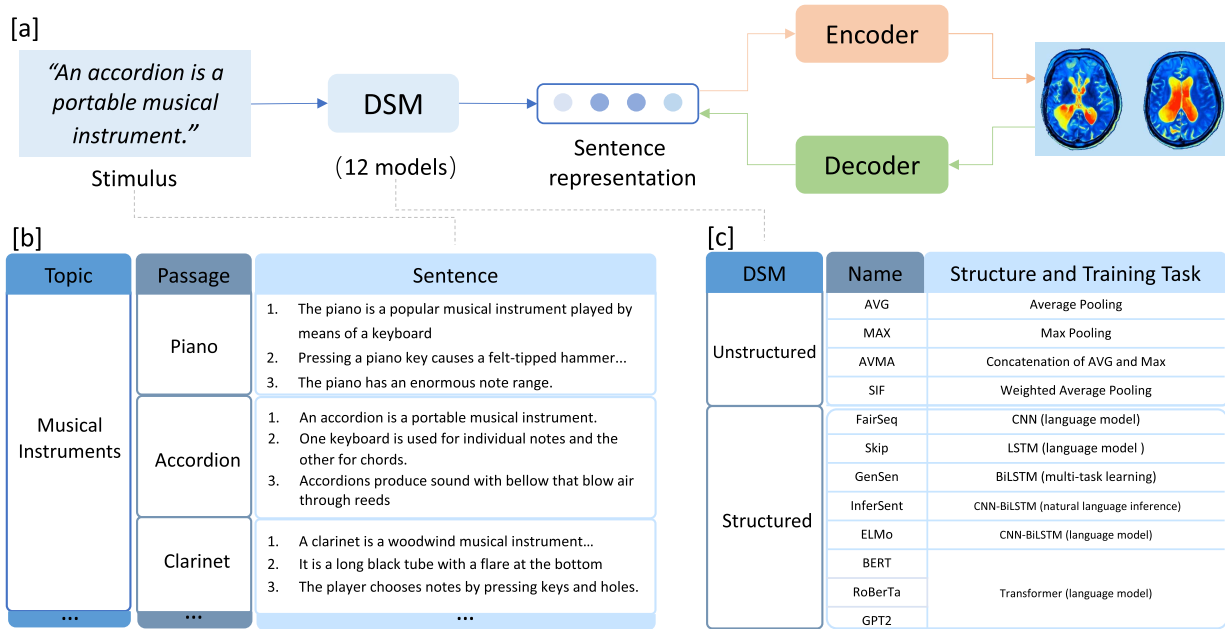 [a]
“An accordion is a
portable musical
instrument.”
Stimulus
DSM
(12 models)
Sentence
representation
Encoder
Decoder
[b]
Topic
Passage
Sentence
Musical
Instruments
Piano
1. The piano is a popular musical instrument played by
means of a keyboard
2. Pressing a piano key causes a felt-tipped hammer...
3. The piano has an enormous note range.
Accordion
1. An accordion is a portable musical instrument.
2. One keyboard is used for individual notes and the
other for chords.
3. Accordions produce sound with bellow that blow air
through reeds
Clarinet
1. A clarinet is a woodwind musical instrument...
2. It is a long black tube with a flare at the bottom
3. The player chooses notes by pressing keys and holes.
...
...
...
[c]
DSM
Name
Structure and Training Task
Unstructured
AVG
Average Pooling
MAX
Max Pooling
AVMA
Concatenation of AVG and Max
SIF
Weighted Average Pooling
Structured
FairSeq
CNN (language model)
Skip
LSTM (language model )
GenSen
BiLSTM (multi-task learning)
InferSent
CNN-BiLSTM (natural language inference)
ELMo
CNN-BiLSTM (language model)
BERT
RoBerTa
GPT2
Transformer (language model)